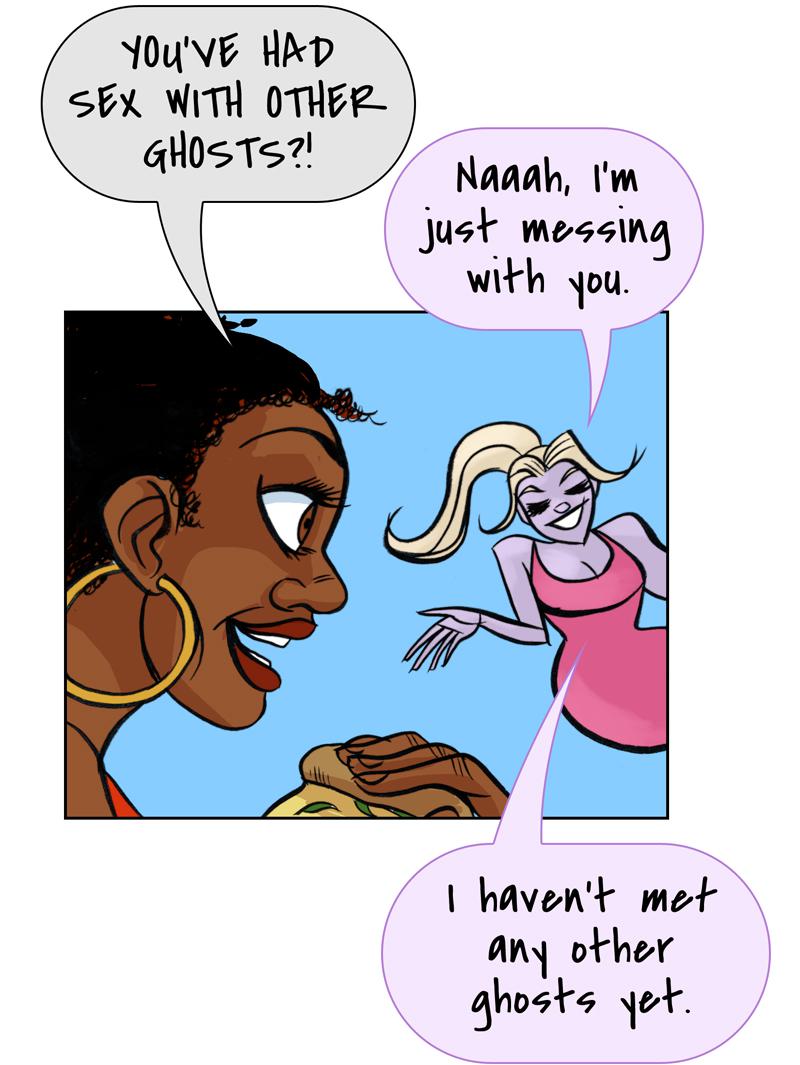 YOU'VE HAD
SEX WITH OTHER
GHOSTS?!
Naaah, I'm
just messing
with you.
I haven't met
any other
ghosts yet.